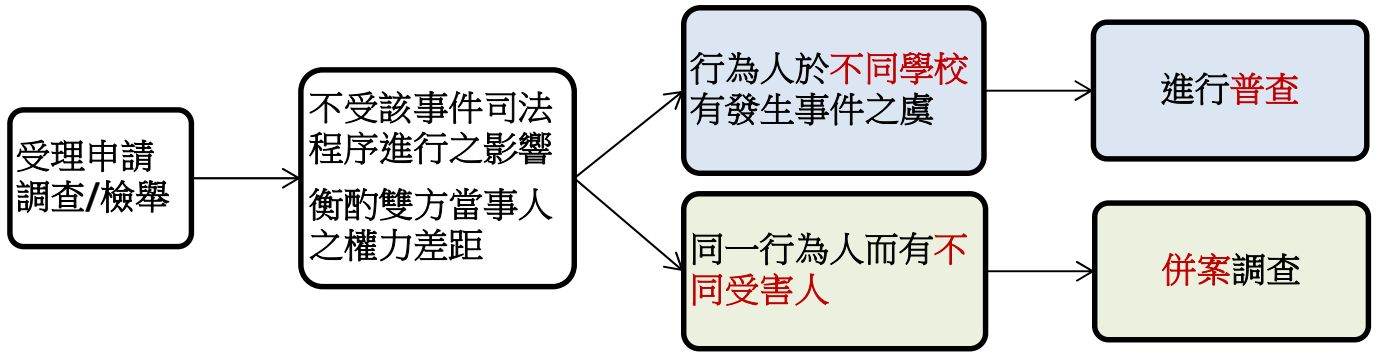 受理申請
調查/檢舉
不受該事件司法
程序進行之影響
衡酌雙方當事人
之權力差距
行為人於不同學校
有發生事件之虞
進行普查
同一行為人而有不
同受害人
併案調查